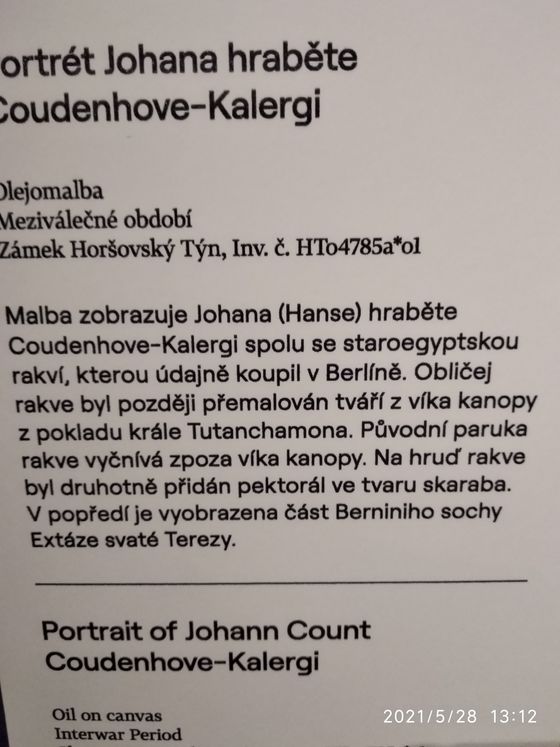 ortrét Johana hraběte
Coudenhove-Kalergi
Olejomalba
Meziválečné období
Zámek Horšovský Týn, Inv. č. HTo4785a*o1
Malba zobrazuje Johana (Hanse) hraběte
Coudenhove-Kalergi spolu se staroegyptskou
rakví, kterou údajně koupil v Berlíně. Obličej
rakve byl později přemalován tváří z víka kanopy
z pokladu krále Tutanchamona. Původní paruka
rakve vyčnívá zpoza víka kanopy. Na hruď rakve
byl druhotně přidán pektorál ve tvaru skaraba.
V popředí je vyobrazena část Berniniho sochy
Extáze svaté Terezy.
Portrait of Johann Count
Coudenhove-Kalergi
Oil on canvas
Interwar Period
2021/5/28 13:12